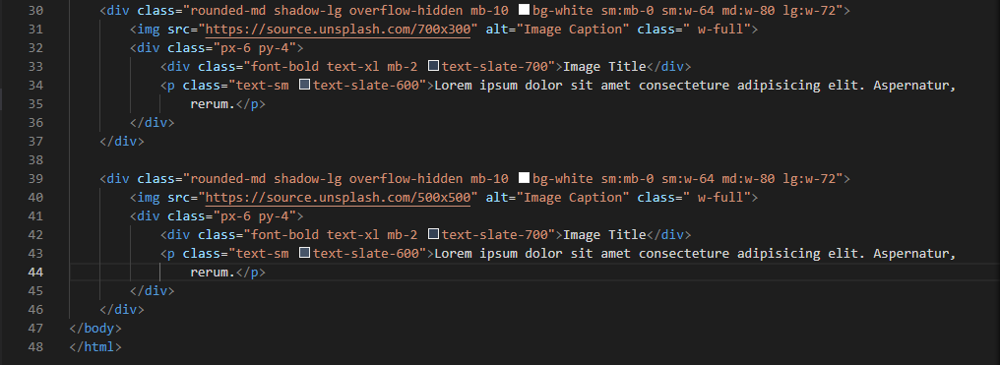 30 <div class="rounded-md shadow-lg overflow-hidden mb-10 bg-white sm:mb-0 sm:w-64 md:w-80 lg:w-72">
31 <img src="https://source.unsplash.com/700x300" alt="Image Caption" class=" w-full">
32 <div class="px-6 py-4">
33 <div class="font-bold text-xl mb-2 text-slate-700">Image Title</div>
34 <p class="text-sm text-slate-600">Lorem ipsum dolor sit amet consecteture adipisicing elit. Aspernatur,
35 rerum.</p>
36 </div>
37 </div>
38
39 <div class="rounded-md shadow-lg overflow-hidden mb-10 bg-white sm:mb-0 sm:w-64 md:w-80 lg:w-72">
40 <img src="https://source.unsplash.com/500x500" alt="Image Caption" class=" w-full">
41 <div class="px-6 py-4">
42 <div class="font-bold text-xl mb-2 text-slate-700">Image Title</div>
43 <p class="text-sm text-slate-600">Lorem ipsum dolor sit amet consecteture adipisicing elit. Aspernatur,
44 rerum.</p>
45 </div>
46 </div>
47 </body>
48 </html>